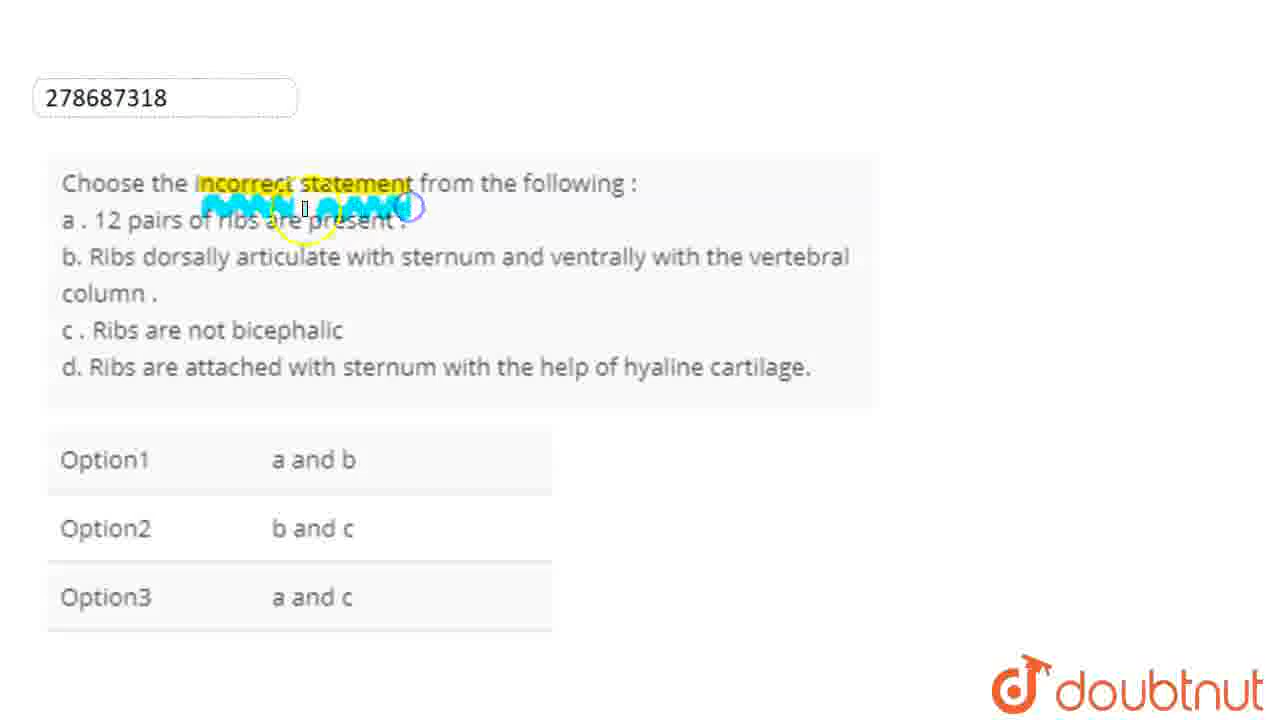 278687318
Choose the incorrect statement from the following :
a . 12 pairs of ribs are present .
b. Ribs dorsally articulate with sternum and ventrally with the vertebral
column .
c . Ribs are not bicephalic
d. Ribs are attached with sternum with the help of hyaline cartilage.
Option1 a and b
Option2 b and c
Option3 a and c
doubtnut